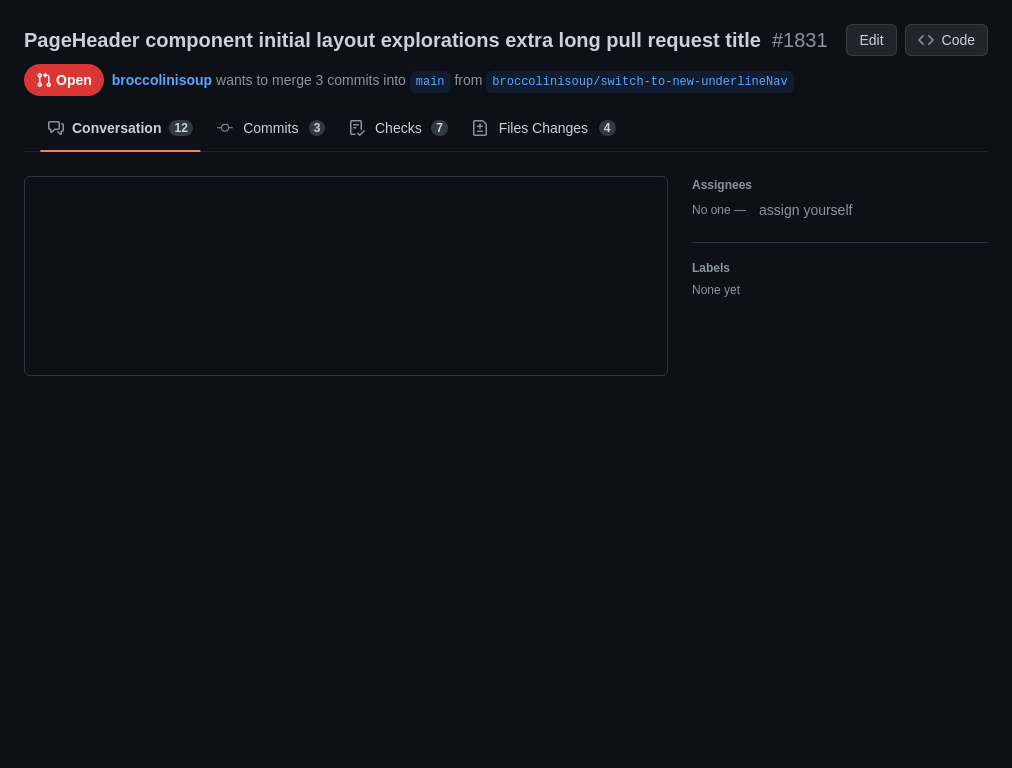 PageHeader component initial layout explorations extra long pull request title #1831 Edit Code
Open broccolinisoup wants to merge 3 commits into main from broccolinisoup/switch-to-new-underlineNav
Conversation 12 Commits 3 Checks 7 Files Changes 4
Assignees
No one — assign yourself
Labels
None yet